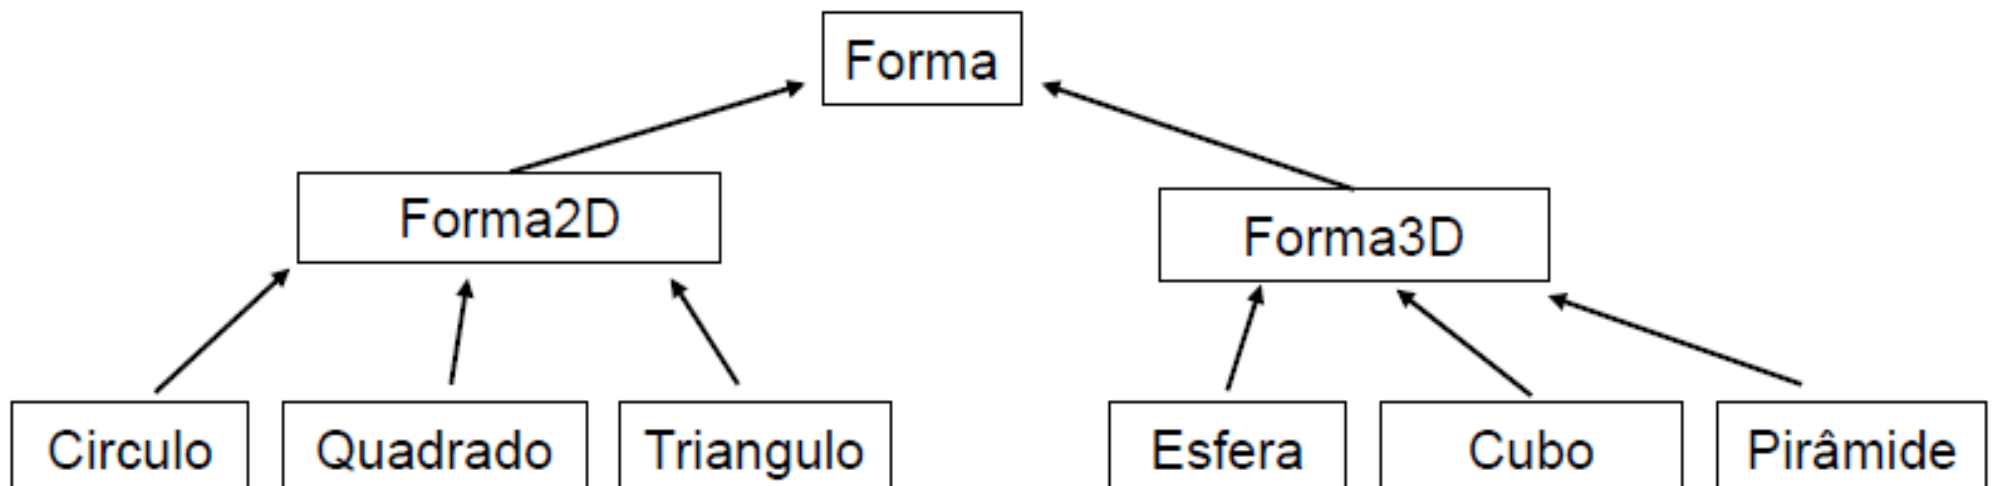 Forma
Forma2D
Forma3D
Circulo
Quadrado
Triangulo
Esfera
Cubo
Pirâmide